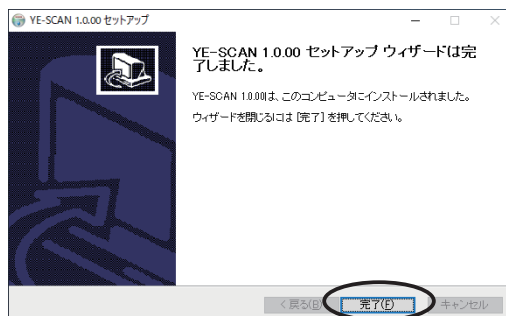 YE-SCAN 1.0.00 セットアップ
YE-SCAN 1.0.00 セットアップ ウィザードは完
了しました。
YE-SCAN 1.0.00は、このコンピュータにインストールされました。
ウィザードを閉じるには [完了] を押してください。
< 戻る(B)
完了(F)
キャンセル